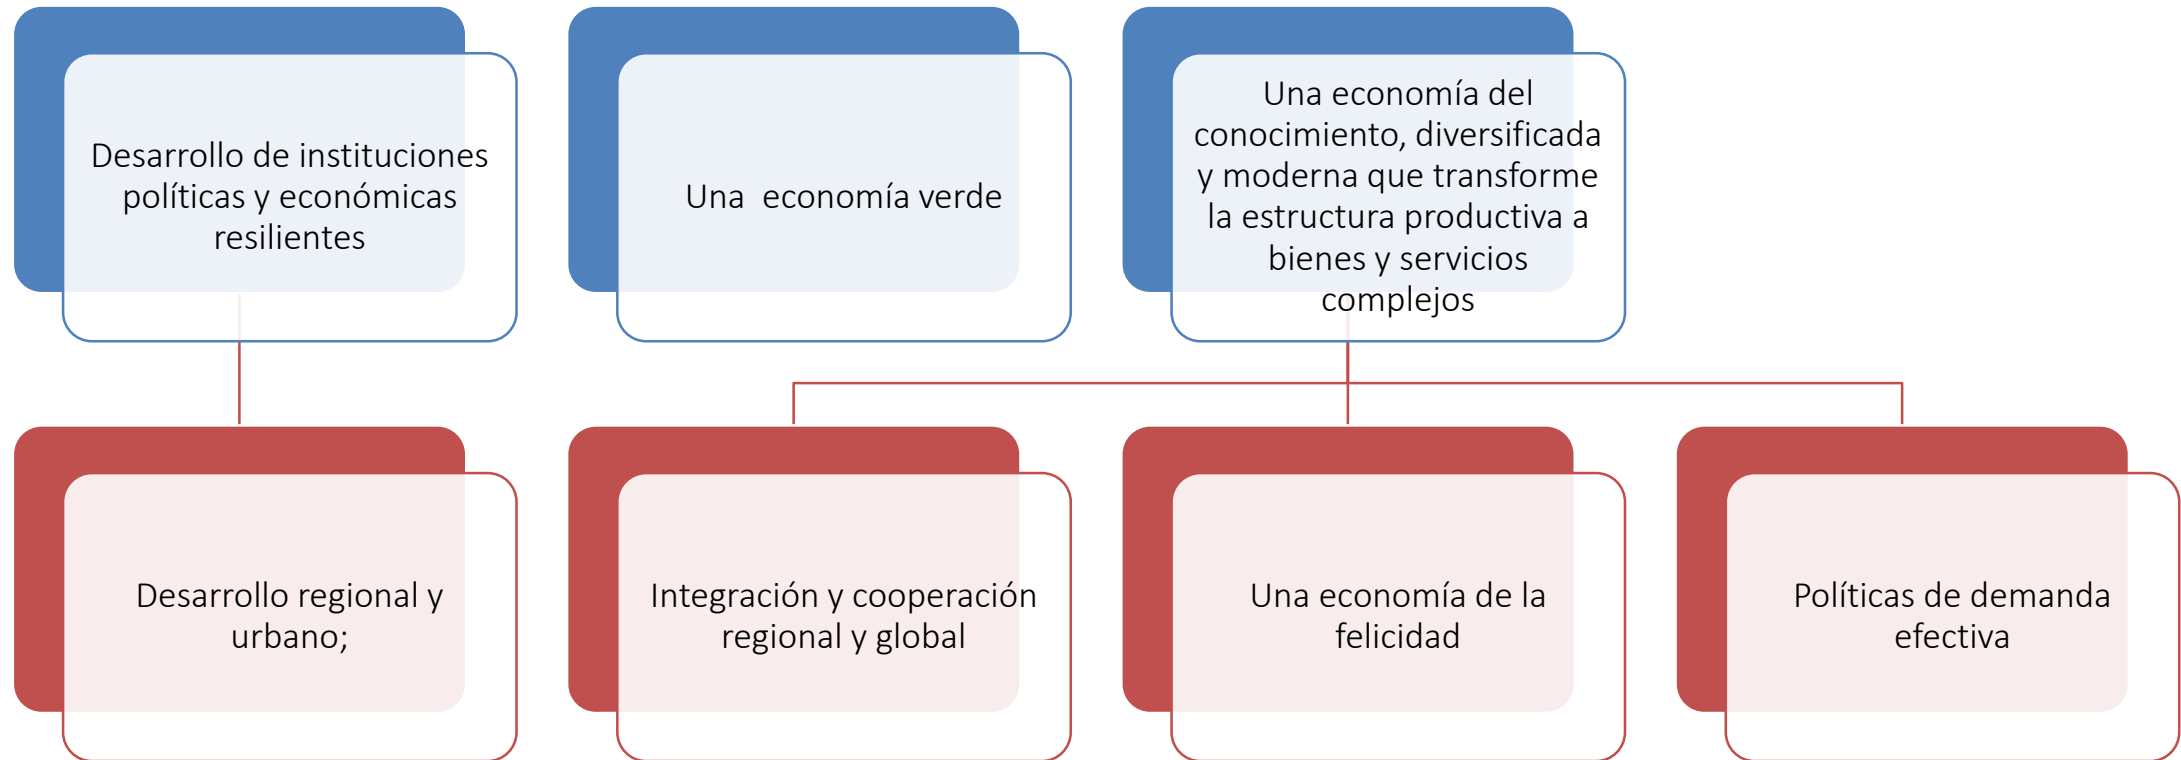 Desarrollo de instituciones
políticas y económicas
resilientes
Una  economía verde
Una economía del
conocimiento, diversificada
y moderna que transforme
la estructura productiva a
bienes y servicios
complejos
Desarrollo regional y
urbano;
Integración y cooperación
regional y global
Una economía de la
felicidad
Políticas de demanda
efectiva